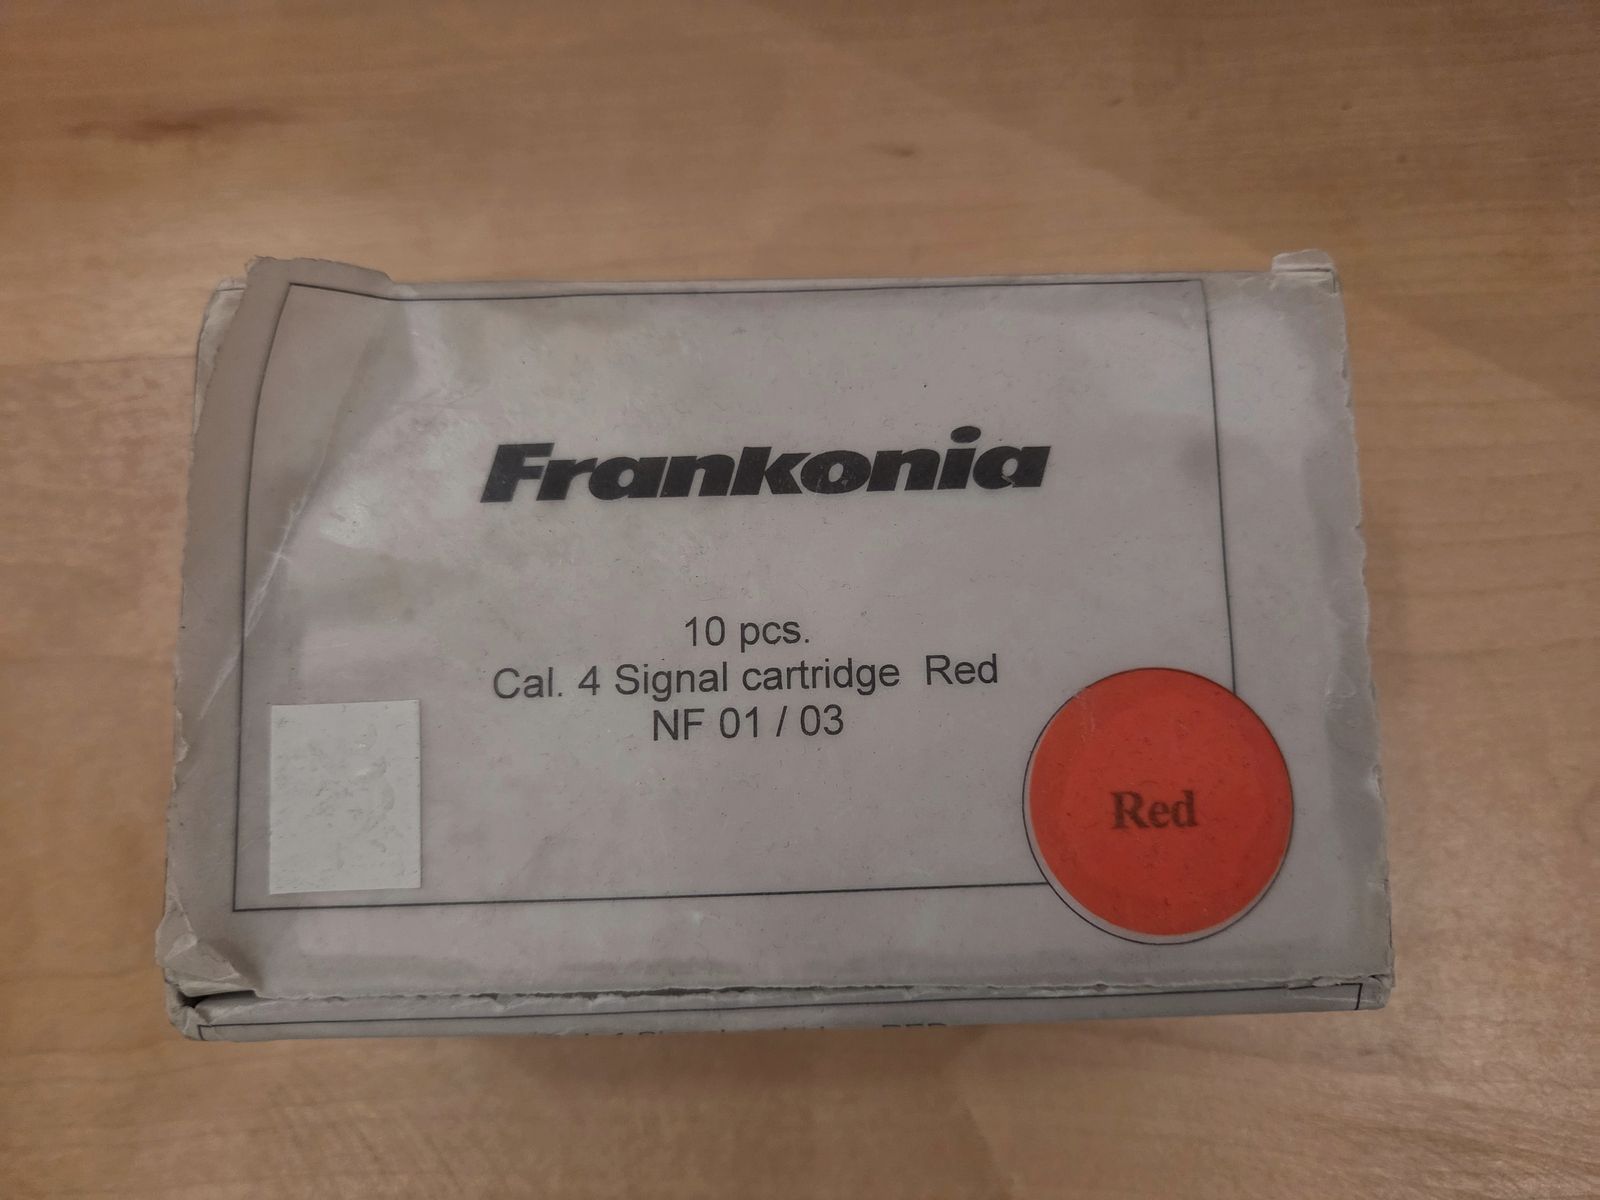 Frankonia
10 pcs.
Cal. 4 Signal cartridge Red
NF 01 / 03
Red